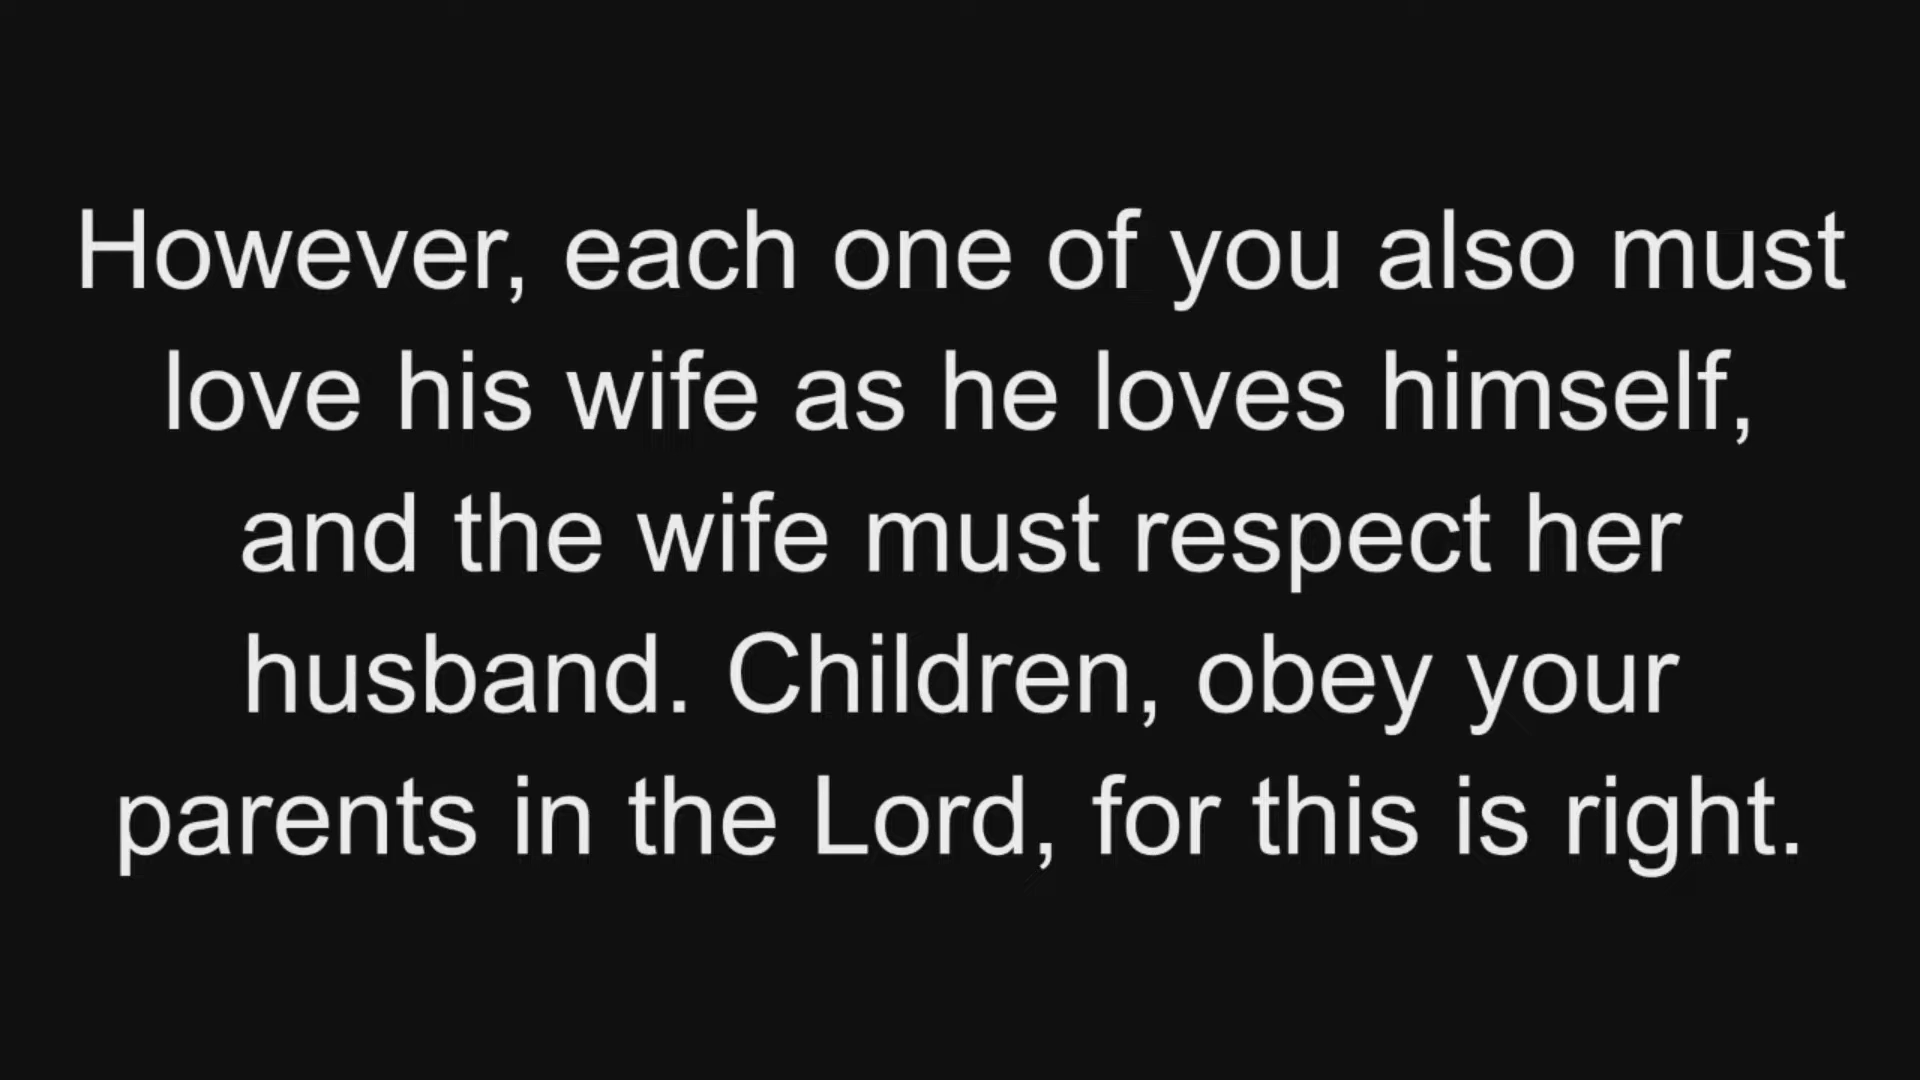 However, each one of you also must
love his wife as he loves himself,
and the wife must respect her
husband. Children, obey your
parents in the Lord, for this is right.